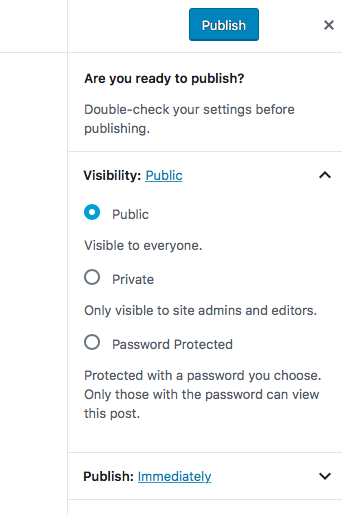 Publish
Are you ready to publish?
Double-check your settings before
publishing.
Visibility: Public
Public
Visible to everyone.
Private
Only visible to site admins and editors.
Password Protected
Protected with a password you choose.
Only those with the password can view
this post.
Publish: Immediately